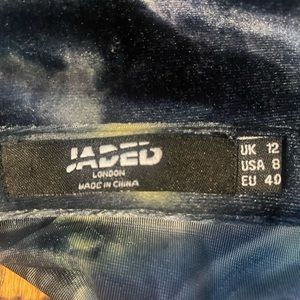 JADED
LONDON
MADE IN CHINA
UK 12
USA 8
EU 40